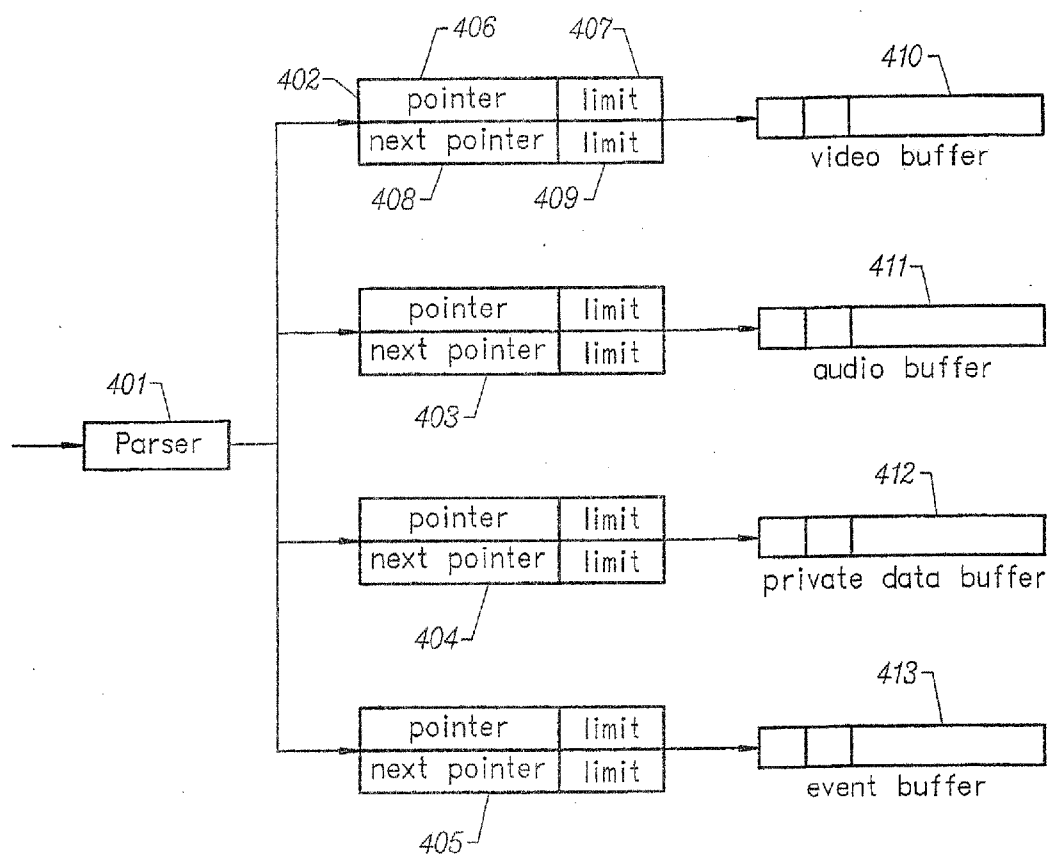 406
407
402
pointer
limit
next pointer
limit
408
409
410
video buffer
pointer
limit
next pointer
limit
403
411
audio buffer
401
Parser
pointer
limit
next pointer
limit
404
412
private data buffer
pointer
limit
next pointer
limit
405
413
event buffer